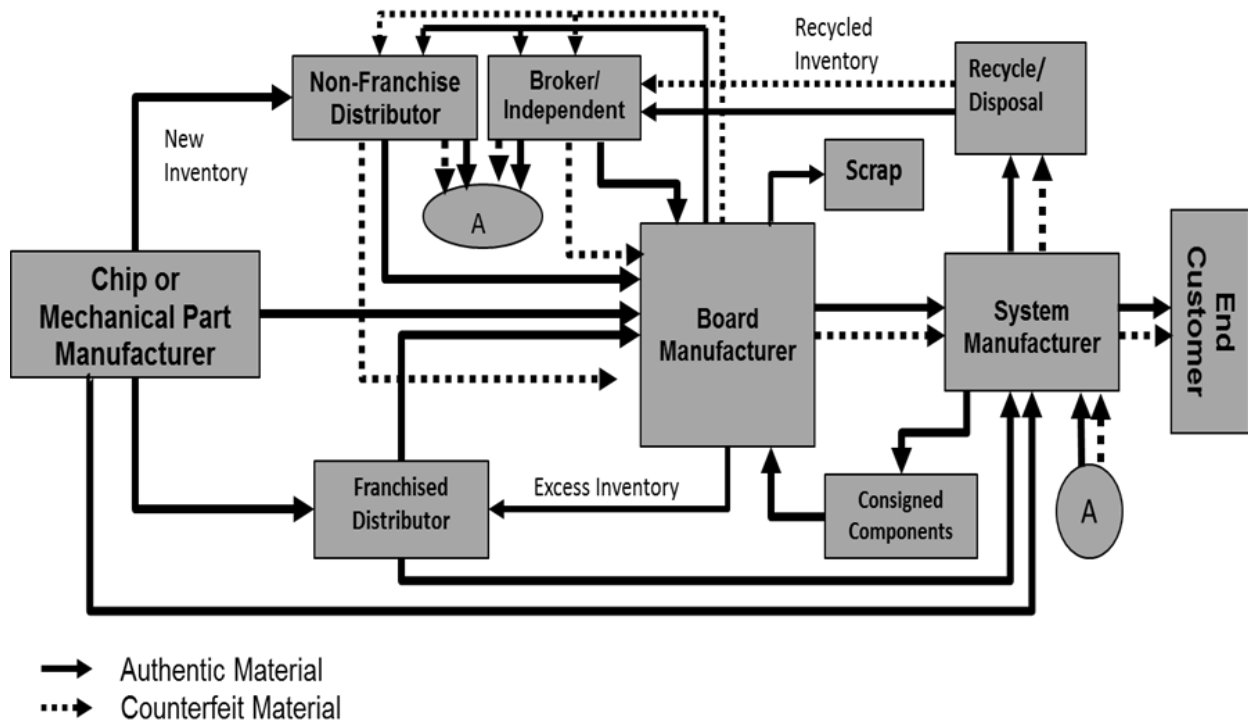 Non-Franchise
Distributor
Broker/
Independent
Recycled
Inventory
Recycle/
Disposal
New
Inventory
Scrap
A
Chip or
Mechanical Part
Manufacturer
Board
Manufacturer
System
Manufacturer
End
Customer
Franchised
Distributor
Excess Inventory
Consigned
Components
A
Authentic Material
Counterfeit Material